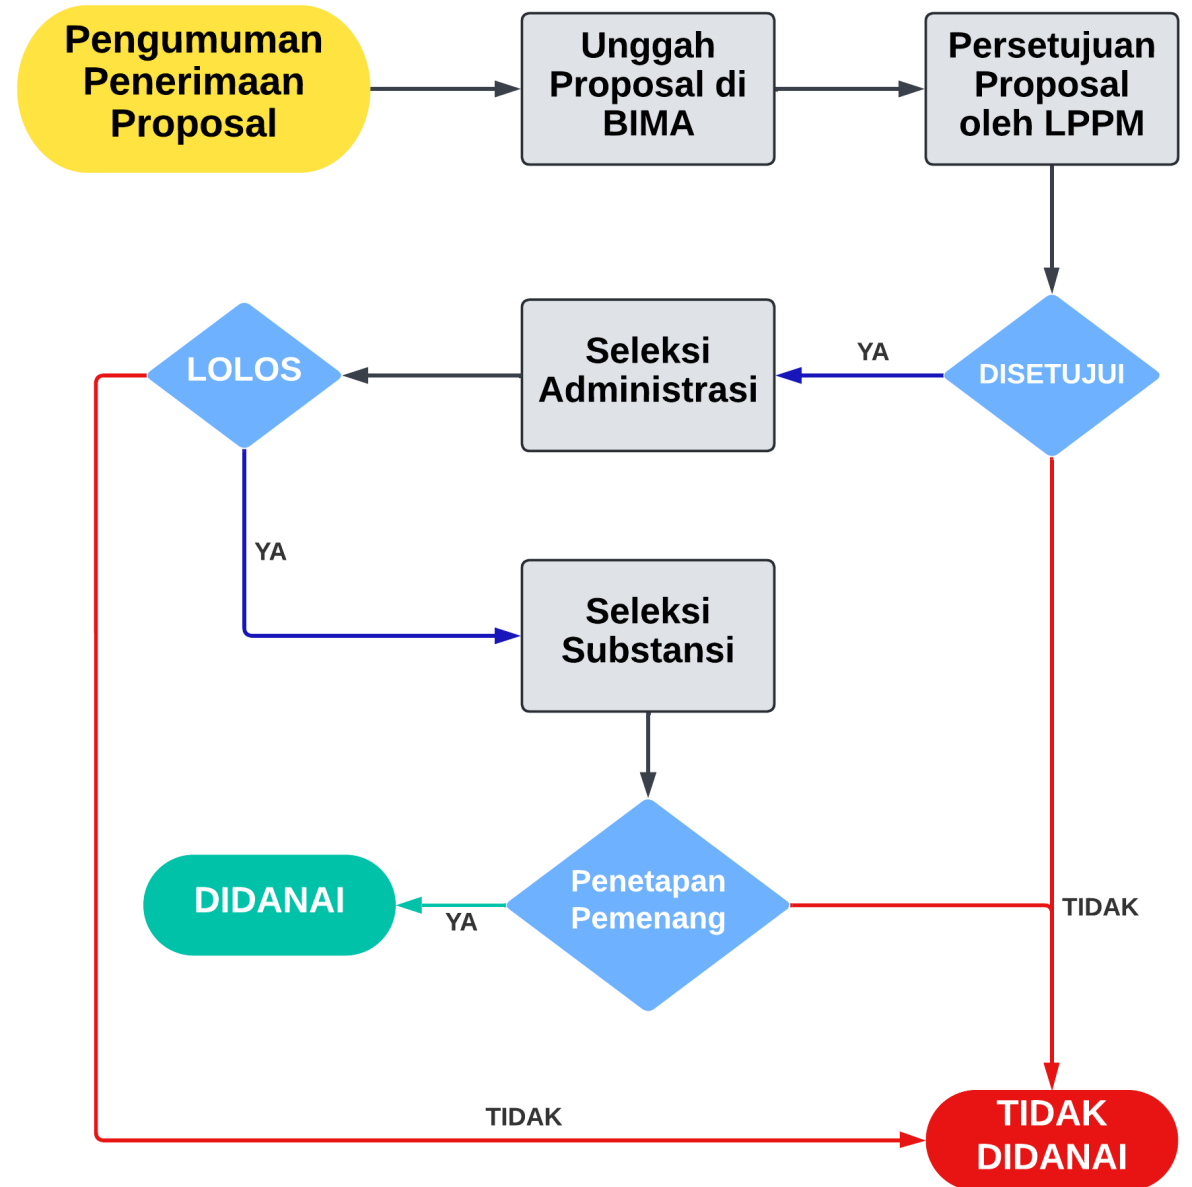 Pengumuman
Penerimaan
Proposal
Unggah
Proposal di
BIMA
Persetujuan
Proposal
oleh LPPM
DISETUJUI
YA
Seleksi
Administrasi
LOLOS
YA
Seleksi
Substansi
Penetapan
Pemenang
YA
DIDANAI
TIDAK
TIDAK
TIDAK
DIDANAI